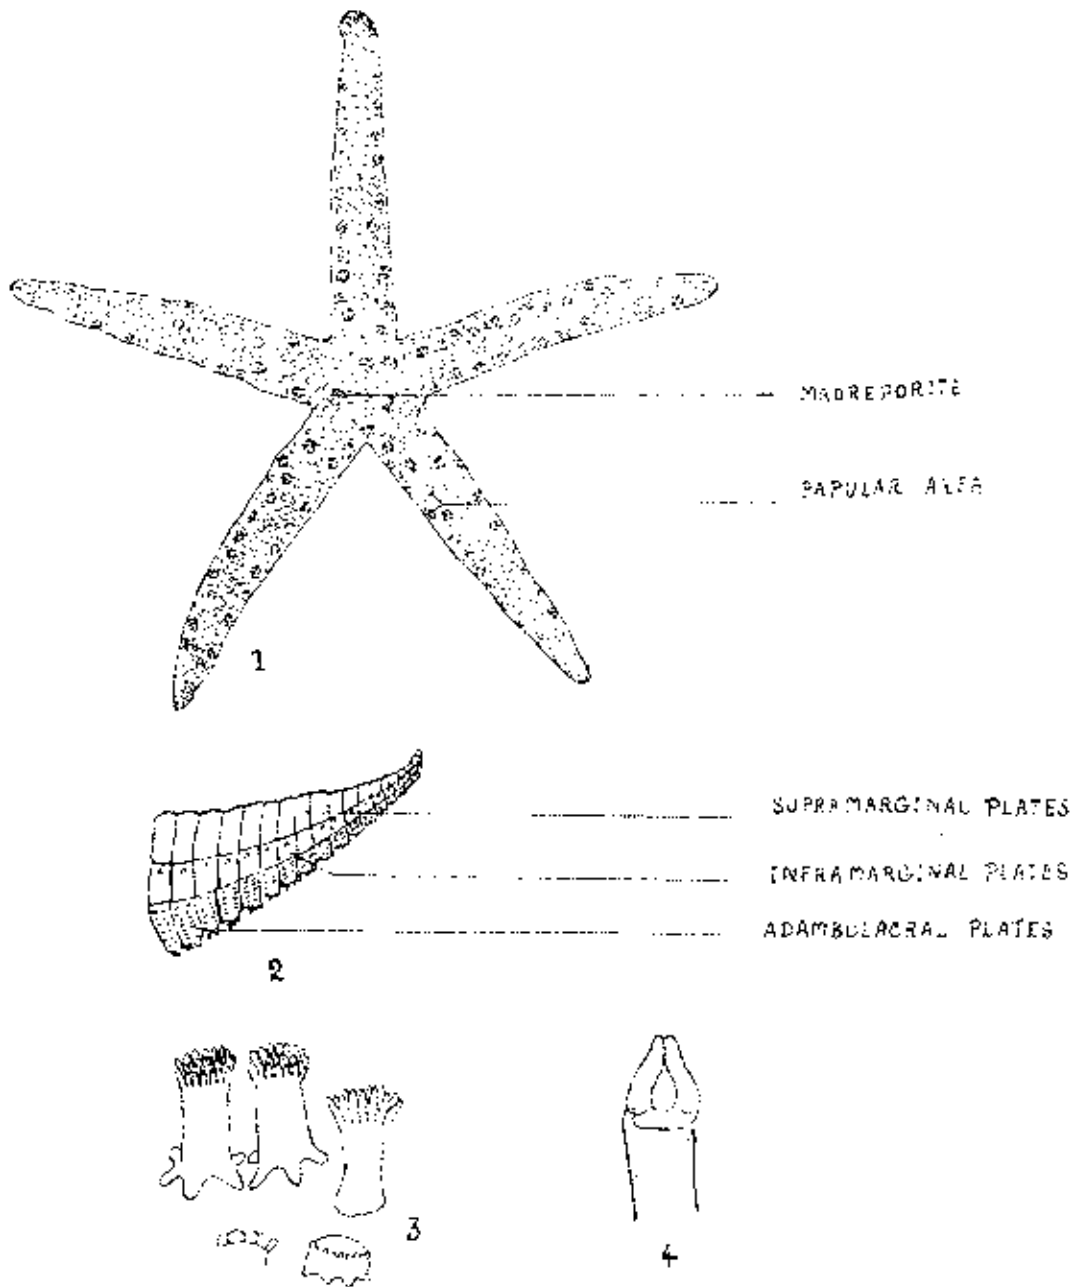 MADREPORITE
PAPULAR AREA
1
SUPRAMARGINAL PLATES
INFRAMARGINAL PLATES
ADAMBULACRAL PLATES
2
3
4